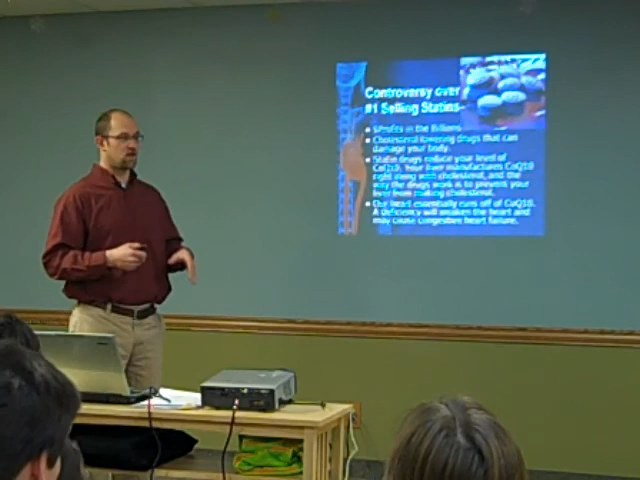 Controversy over
#1 Selling Statins
$Profits in the Billions
Cholesterol lowering drugs that can
damage your body.
Statin drugs reduce your level of
CoQ10. Your liver manufactures CoQ10
right along with cholesterol, and the
way the drugs work is to prevent your
liver from making cholesterol.
Our heart essentially runs off of CoQ10.
A Deficiency will weaken the heart and
may cause congestive heart failure.